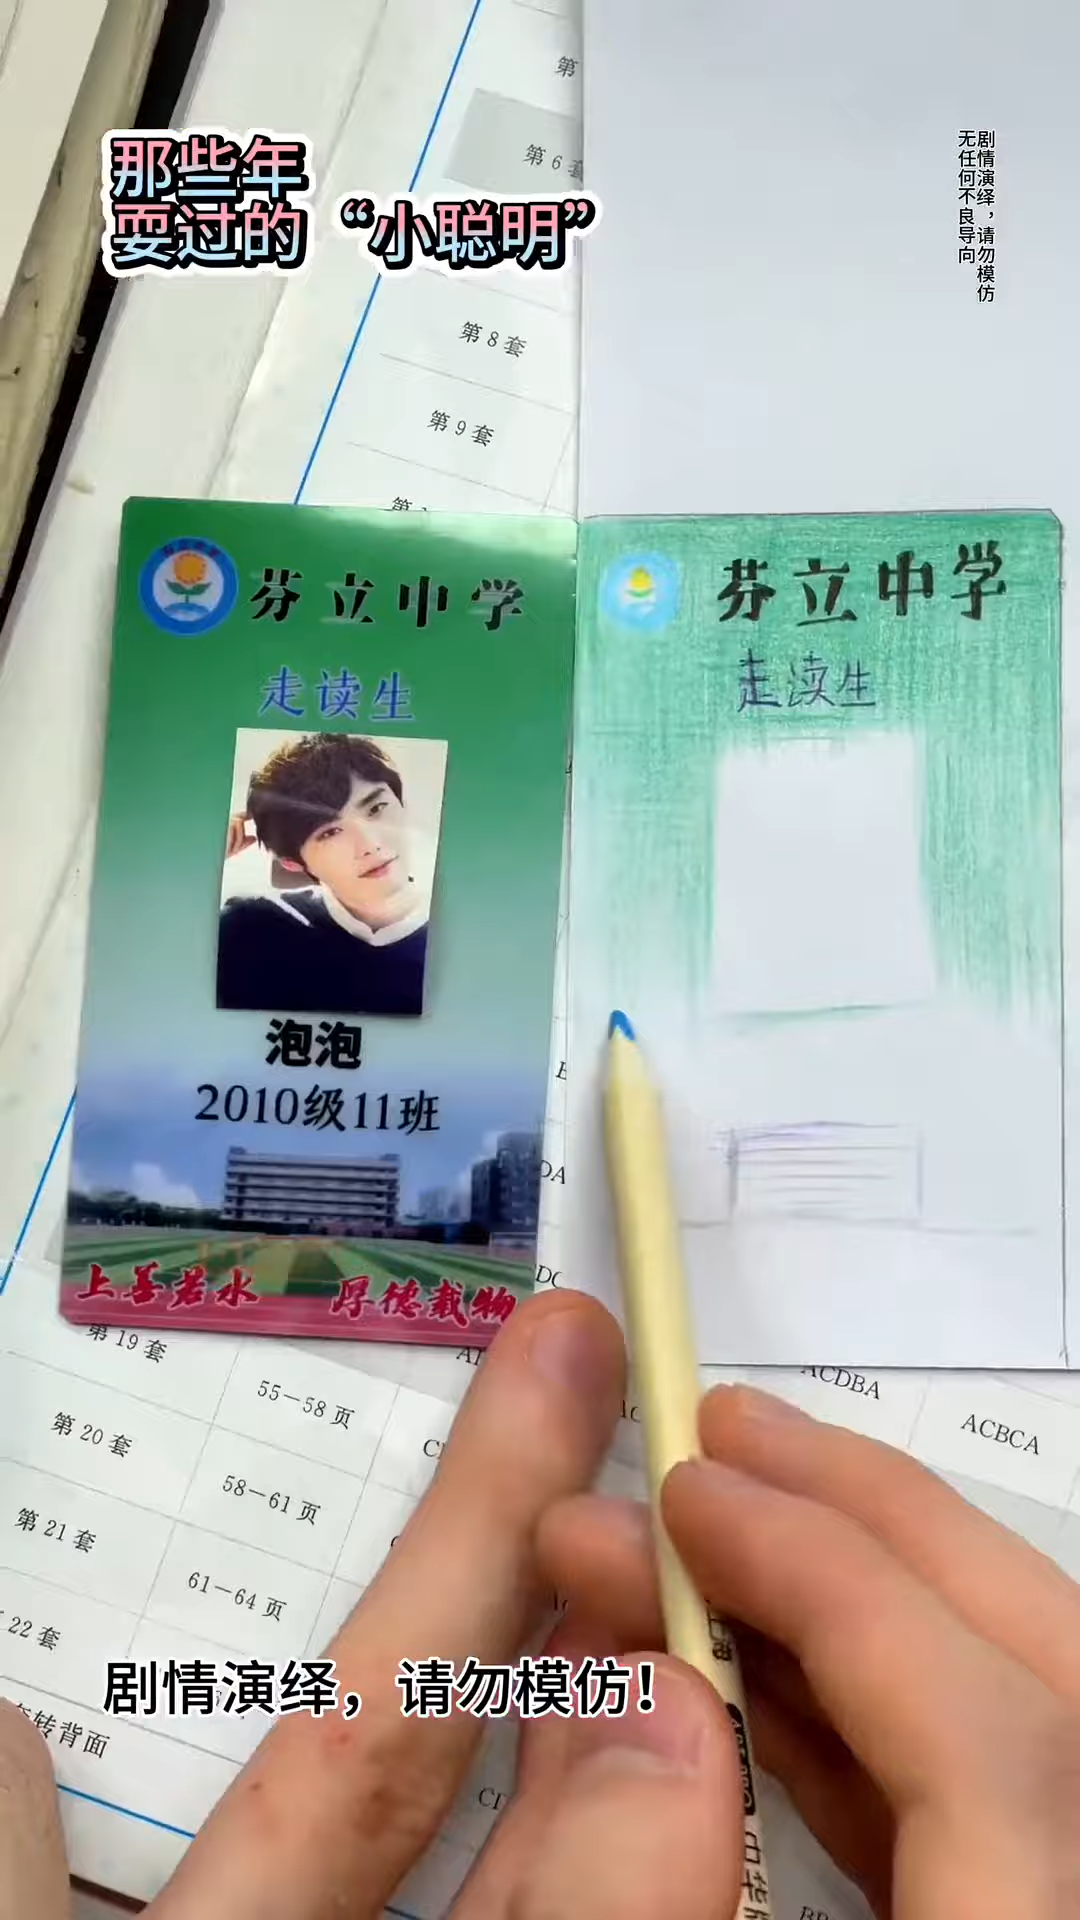 那些年
耍过的“小聪明”
剧情演绎，请勿模仿
无任何不良导向
第
第6套
第8套
第9套
芬立中学
走读生
泡泡
2010级11班
上善若水 厚德载物
芬立中学
走读生
第19套
55-58页
ACDBA
第20套
58-61页
ACBCA
第21套
61-64页
22套
剧情演绎，请勿模仿！
转背面
中华